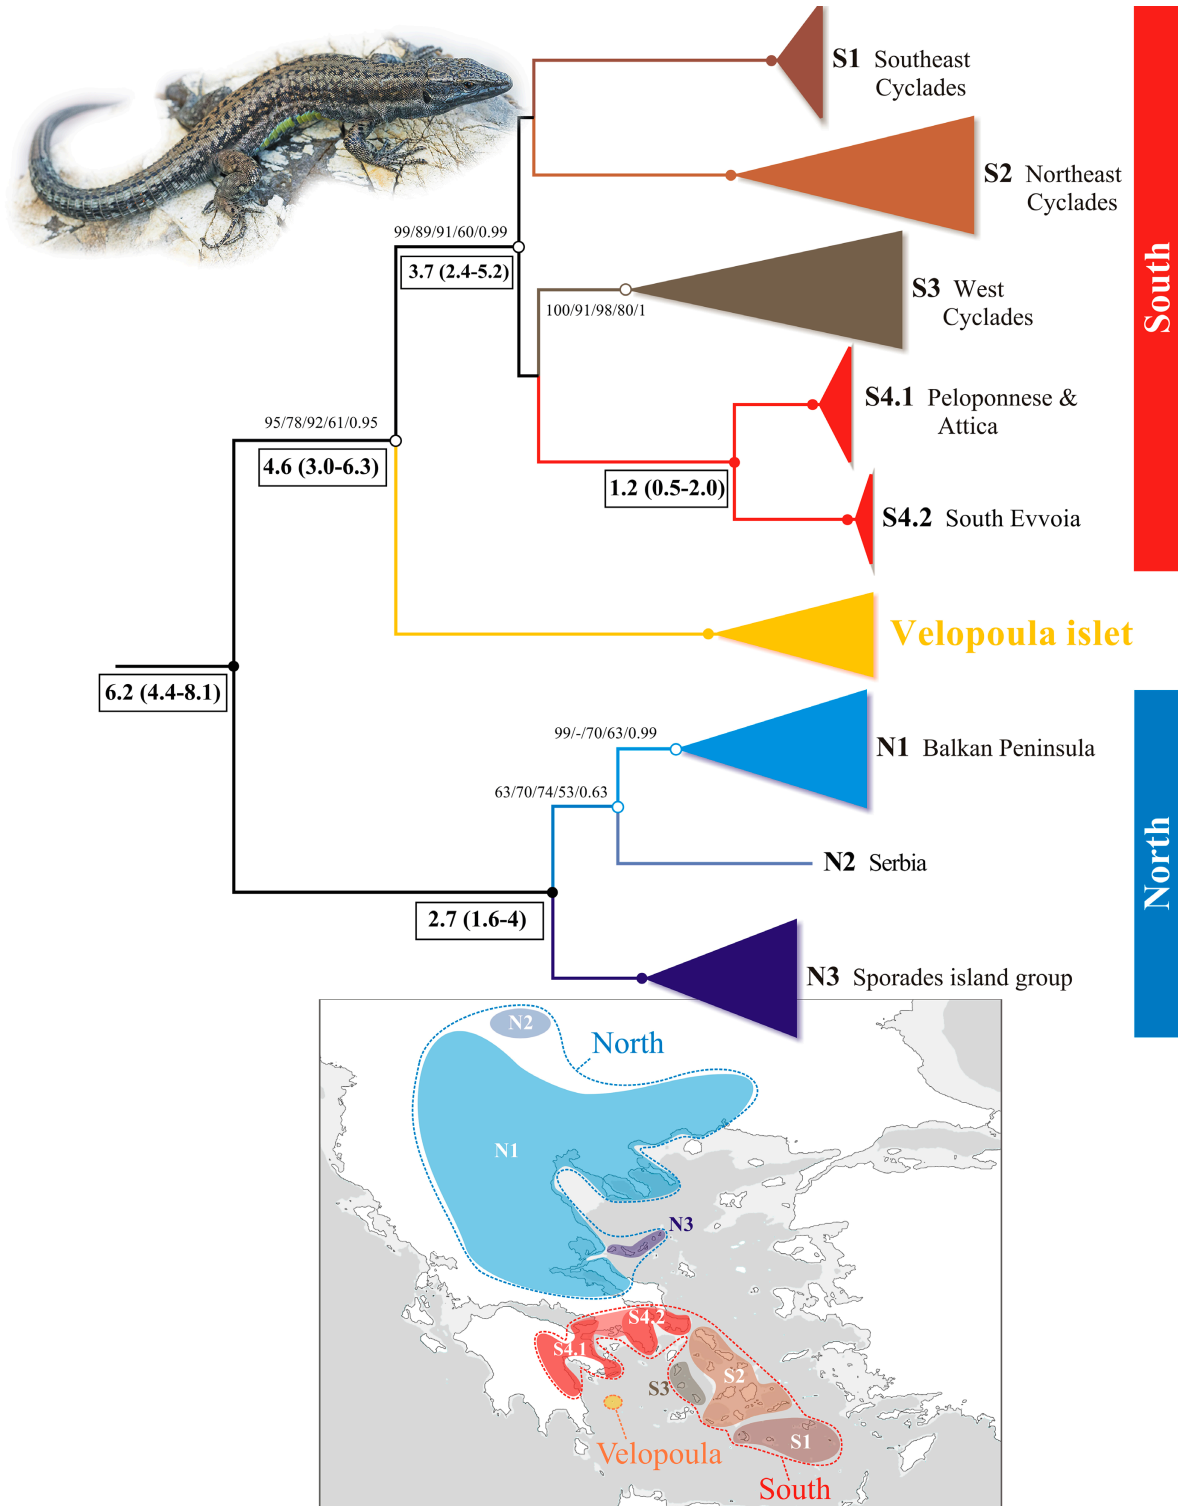 S1 Southeast
Cyclades
S2 Northeast
Cyclades
99/89/91/60/0.99
3.7 (2.4-5.2)
South
S3 West
Cyclades
100/91/98/80/1
S4.1 Peloponnese &
Attica
95/78/92/61/0.95
4.6 (3.0-6.3)
1.2 (0.5-2.0)
S4.2 South Evvoia
Velopoula islet
6.2 (4.4-8.1)
99/-/70/63/0.99
N1 Balkan Peninsula
63/70/74/53/0.63
N2 Serbia
North
2.7 (1.6-4)
N3 Sporades island group
N2
North
N1
N3
S4.2
S4.1
S2
S3
S1
Velopoula
South